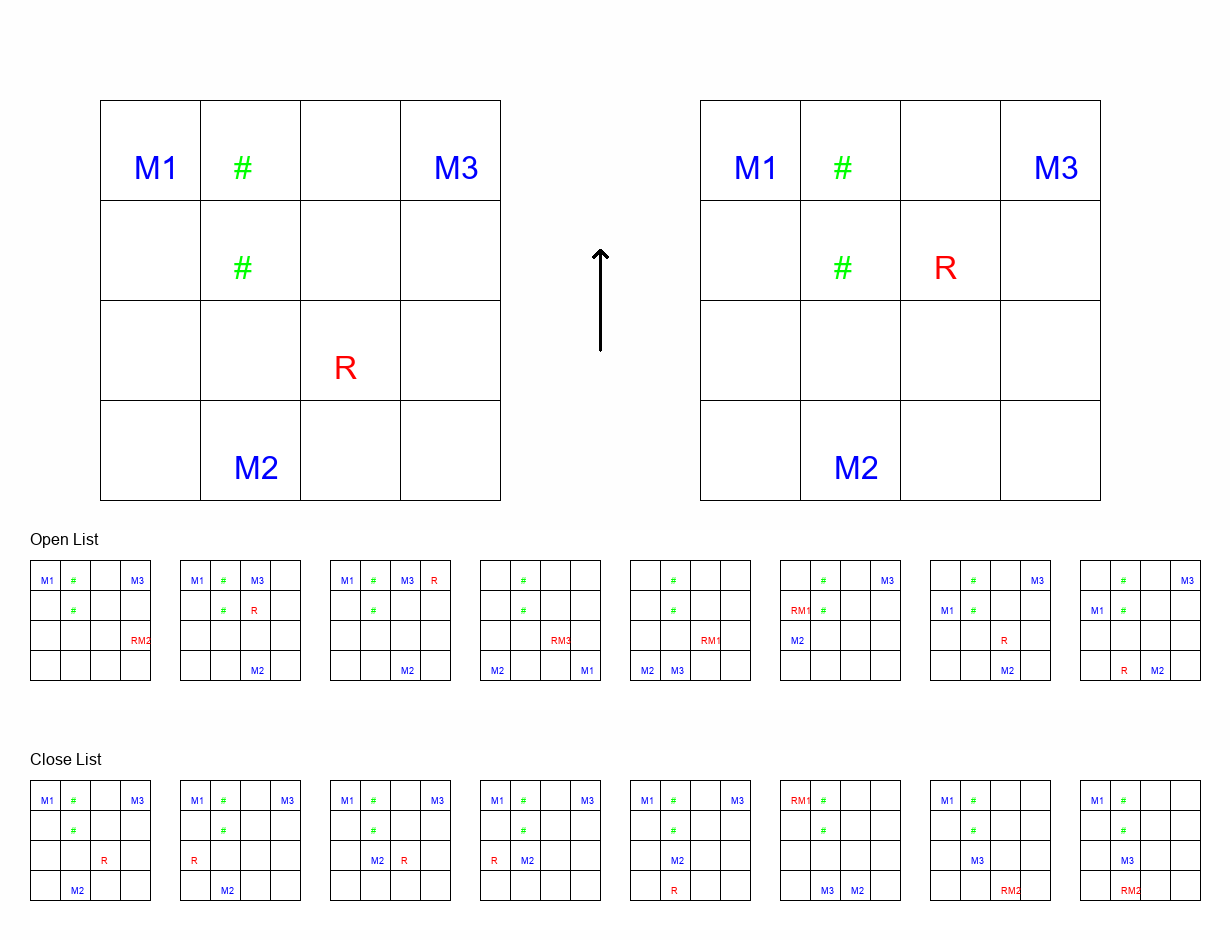 M1 # M3 M1 # M3
# # R
R
M2 M2
Open List
M1 # M3 M1 # M3 M1 # M3 R # # # M3 # M3 # M3
# # R # # # RM1 # M1 # M1 #
RM2 RM3 RM1 M2 R
M2 M2 M2 M1 M2 M3 M2 R M2
Close List
M1 # M3 M1 # M3 M1 # M3 M1 # M3 M1 # M3 RM1 # M1 # M1 #
# # # # # # # #
R R M2 R R M2 M2 M3 M3
M2 M2 R M3 M2 RM2 RM2